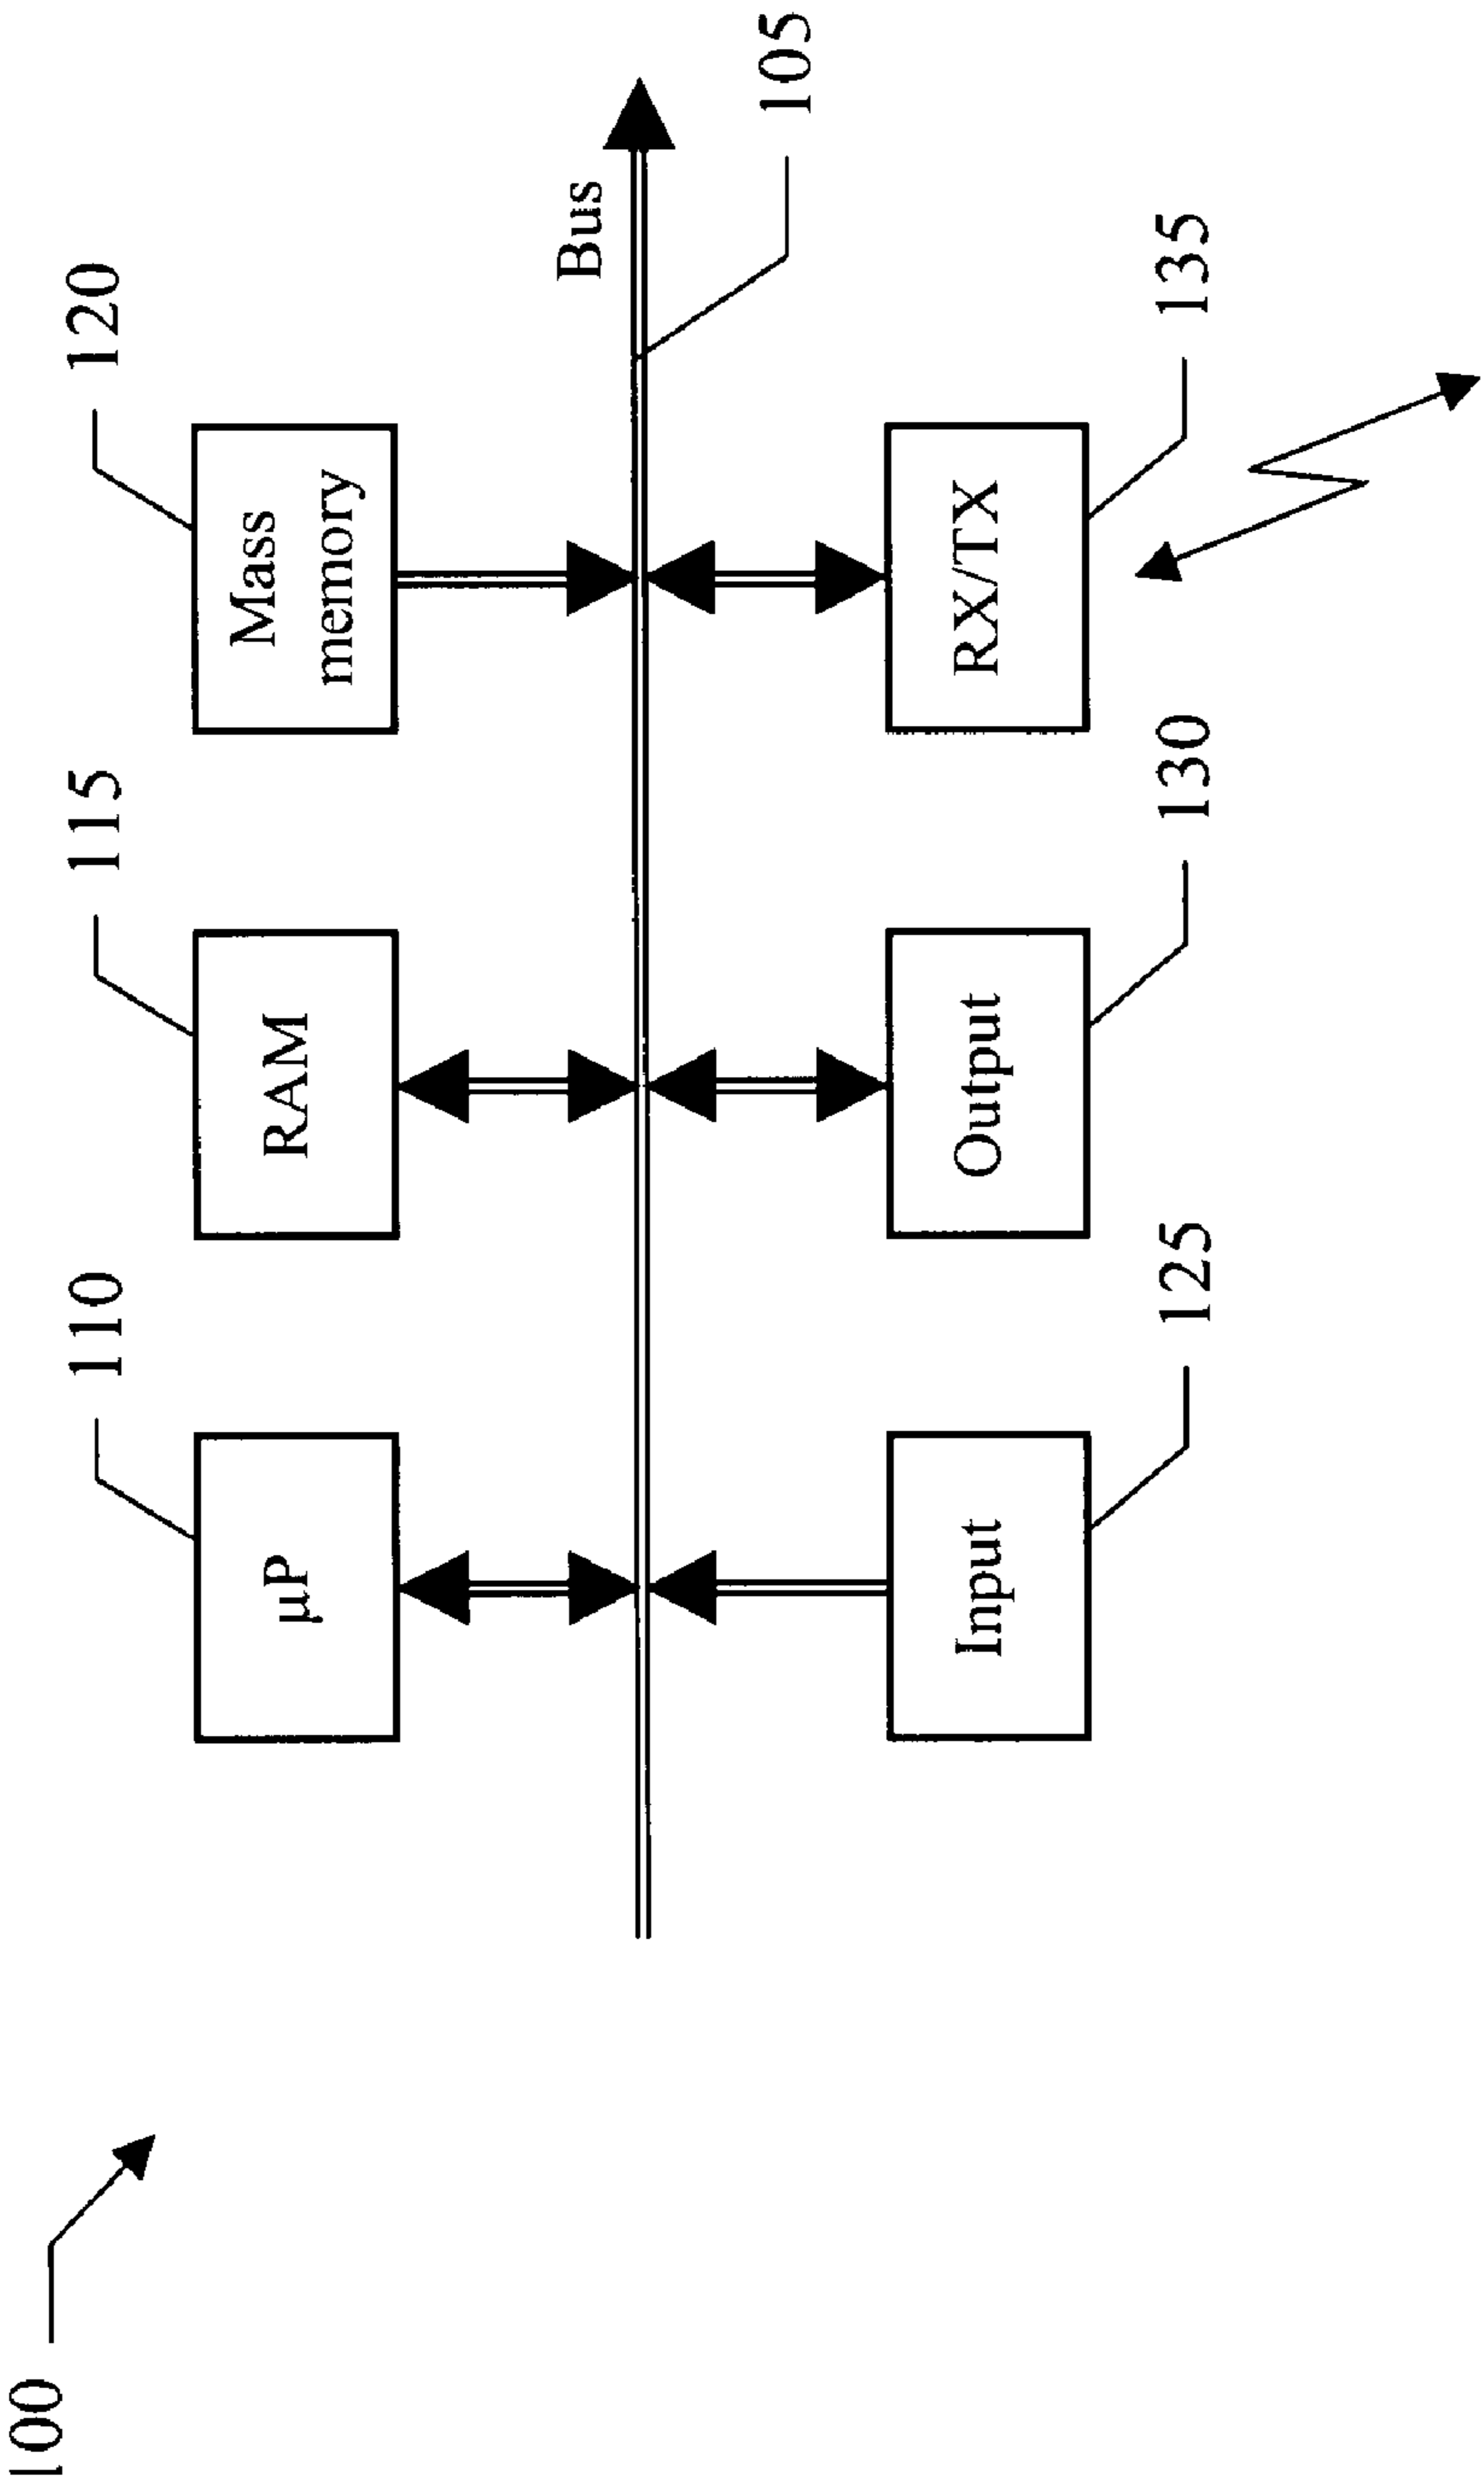 100
110
115
120
µP
RAM
Mass
memory
Bus
105
Input
Output
RX/TX
125
130
135